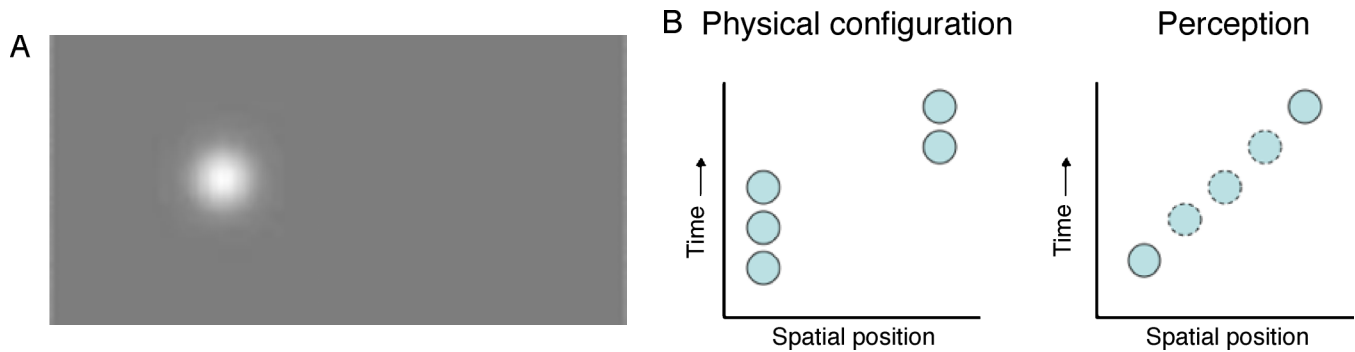 A
B Physical configuration
Perception
Time
Spatial position
Time
Spatial position